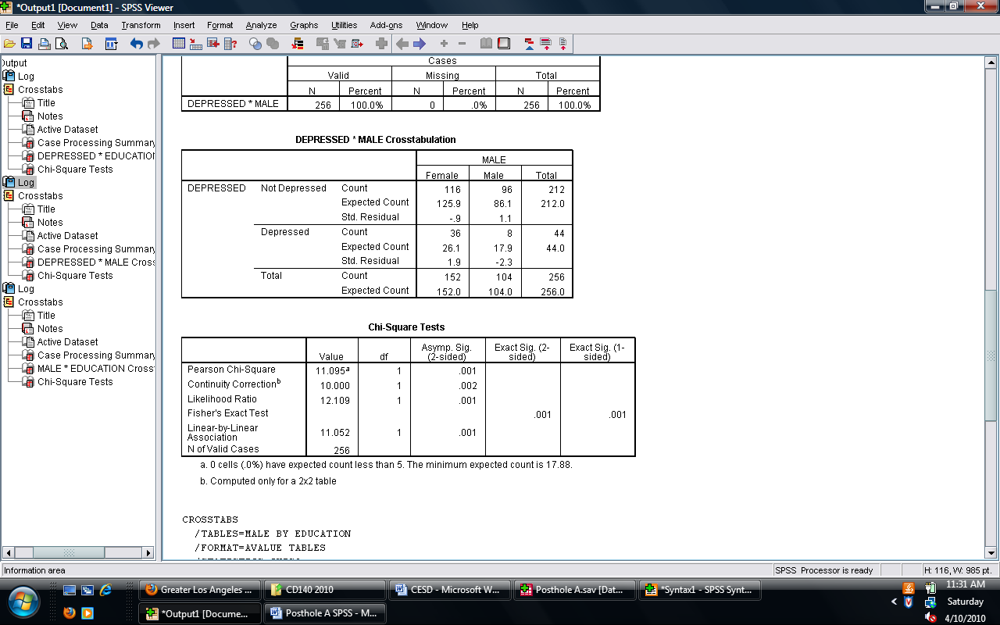 *Output1 [Document1] - SPSS Viewer
File Edit View Data Transform Insert Format Analyze Graphs Utilities Add-ons Window Help
Output
Log
Crosstabs
Title
Notes
Active Dataset
Case Processing Summary
DEPRESSED * EDUCATION
Chi-Square Tests
Log
Crosstabs
Title
Notes
Active Dataset
Case Processing Summary
DEPRESSED * MALE Cross
Chi-Square Tests
Log
Crosstabs
Title
Notes
Active Dataset
Case Processing Summary
MALE * EDUCATION Cross
Chi-Square Tests
Cases
Valid Missing Total
N Percent N Percent N Percent
DEPRESSED * MALE 256 100.0% 0 .0% 256 100.0%
DEPRESSED * MALE Crosstabulation
MALE
Female Male Total
DEPRESSED Not Depressed Count 116 96 212
Expected Count 125.9 86.1 212.0
Std. Residual -.9 1.1
Depressed Count 36 8 44
Expected Count 26.1 17.9 44.0
Std. Residual 1.9 -2.3
Total Count 152 104 256
Expected Count 152.0 104.0 256.0
Chi-Square Tests
Value df Asymp. Sig. (2-sided) Exact Sig. (2-sided) Exact Sig. (1-sided)
Pearson Chi-Square 11.095a 1 .001
Continuity Correctionb 10.000 1 .002
Likelihood Ratio 12.109 1 .001
Fisher's Exact Test .001 .001
Linear-by-Linear Association 11.052 1 .001
N of Valid Cases 256
a. 0 cells (.0%) have expected count less than 5. The minimum expected count is 17.88.
b. Computed only for a 2x2 table
CROSSTABS
/TABLES=MALE BY EDUCATION
/FORMAT=AVALUE TABLES
Information area SPSS Processor is ready H: 116, W: 985 pt.
Greater Los Angeles ... CD140 2010 CESD - Microsoft W... Posthole A.sav [Dat... *Syntax1 - SPSS Synt...
*Output1 [Docume... Posthole A SPSS - M...
11:31 AM
Saturday
4/10/2010